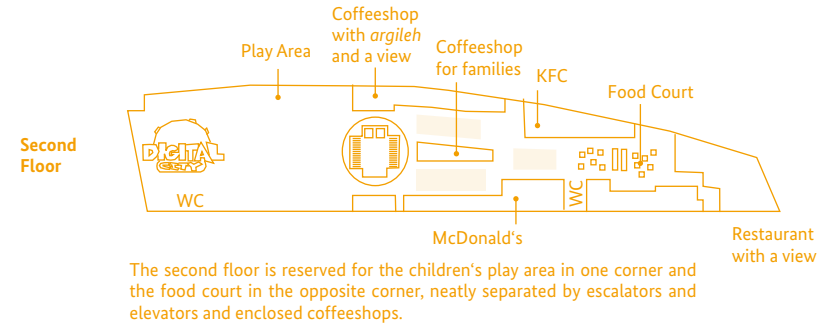 Coffeeshop
with argileh
and a view
Play Area
Coffeeshop
for families
KFC
Food Court
Second
Floor
DIGITAL
CITY
WC
WC
McDonald‘s
Restaurant
with a view
The second floor is reserved for the children‘s play area in one corner and
the food court in the opposite corner, neatly separated by escalators and
elevators and enclosed coffeeshops.